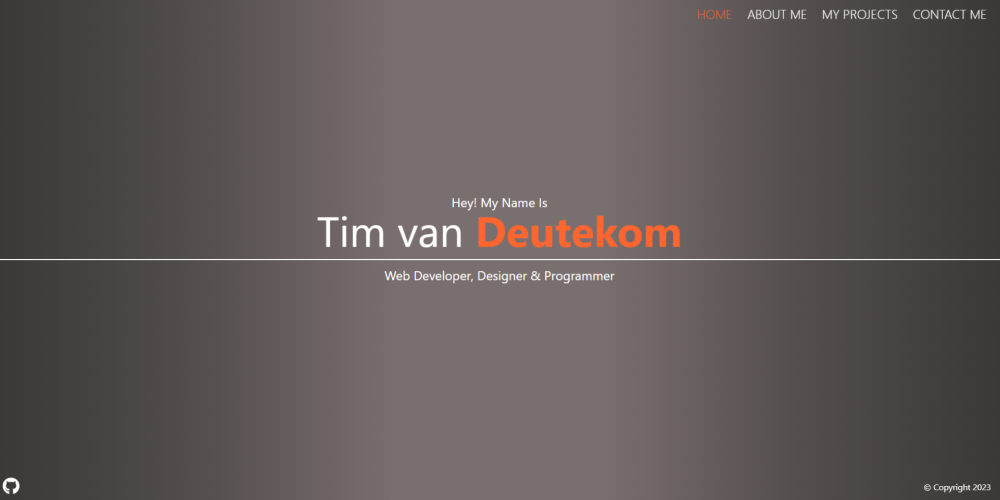 HOME ABOUT ME MY PROJECTS CONTACT ME
Hey! My Name Is
Tim van Deutekom
Web Developer, Designer & Programmer
© Copyright 2023